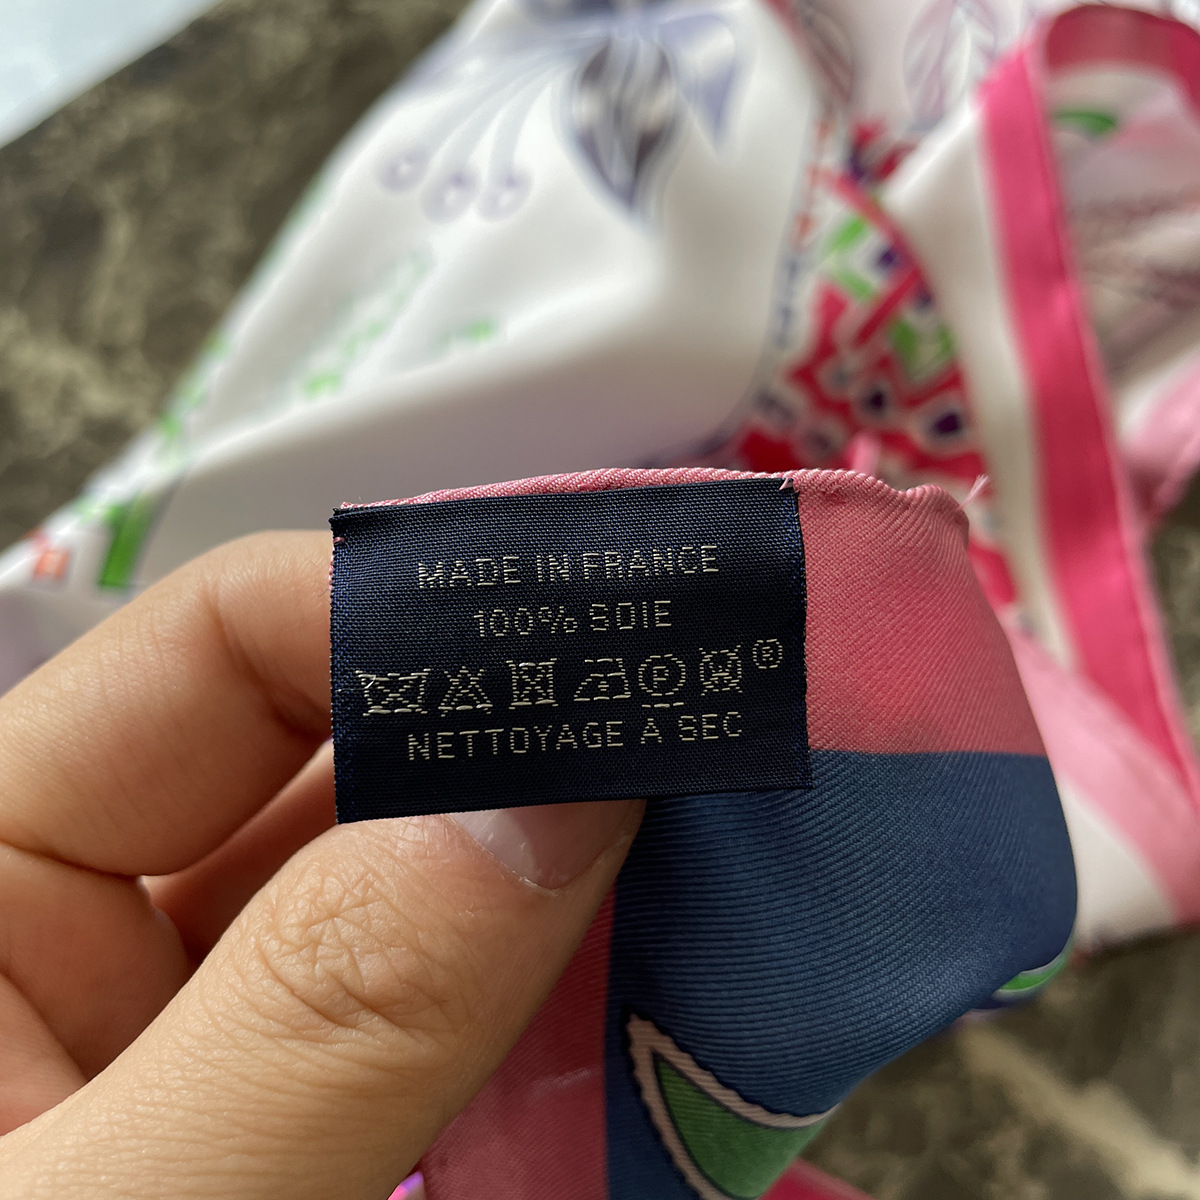 MADE IN FRANCE
100% SOIE
P W ®
NETTOYAGE À SEC